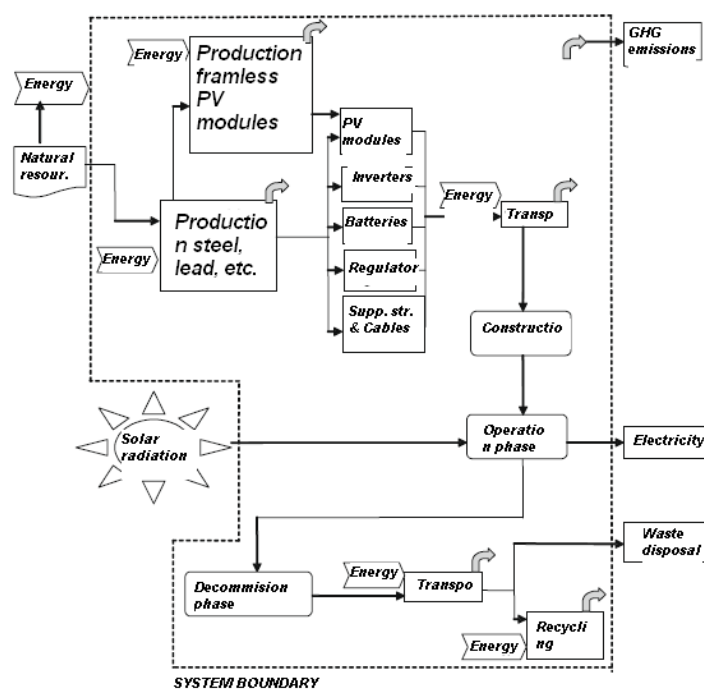 GHG
emissions
Energy
Production
framless
PV
modules
Energy
Natural
resour.
PV
modules
Inverters
Batteries
Regulator
Supp. str.
& Cables
Energy
Transp
Productio
n steel,
lead, etc.
Energy
Constructio
Solar
radiation
Operatio
n phase
Electricity
Waste
disposal
Decommision
phase
Energy
Transpo
Energy
Recycli
ng
SYSTEM BOUNDARY